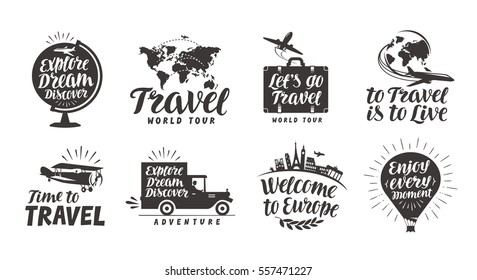 Explore
Dream
Discover
Travel
WORLD TOUR
Let's go
Travel
WORLD TOUR
to Travel
is to Live
Time to
TRAVEL
Explore
Dream
Discover
ADVENTURE
Welcome
to Europe
Enjoy
every
moment
shutterstock.com · 557471227